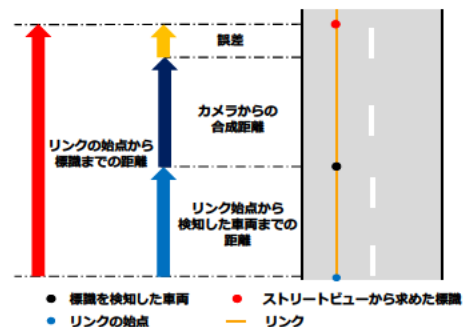 誤差
カメラからの
合成距離
リンクの始点から
標識までの距離
リンク始点から
検知した車両までの
距離
標識を検知した車両
ストリートビューから求めた標識
リンクの始点
リンク